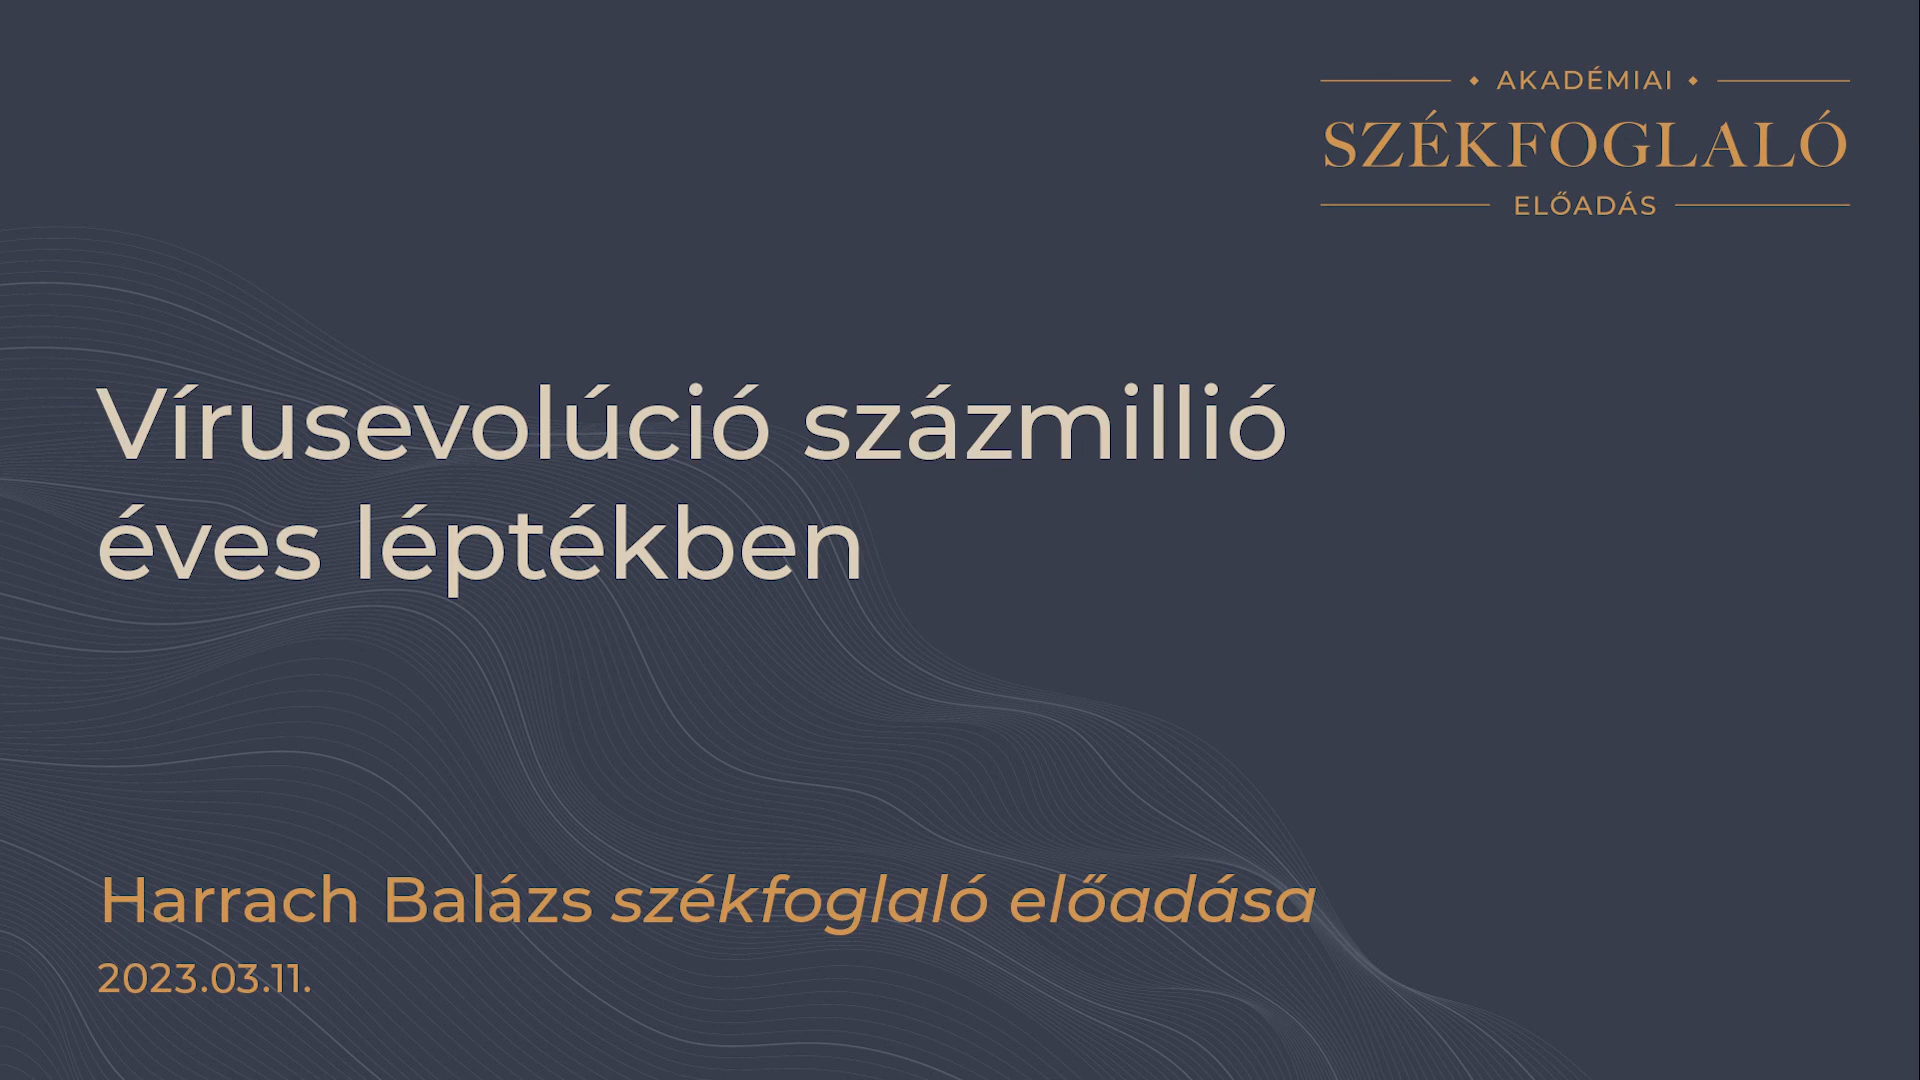 AKADÉMIAI
SZÉKFOGLALÓ
ELŐADÁS
Vírusevolúció százmillió
éves léptékben
Harrach Balázs székfoglaló előadása
2023.03.11.